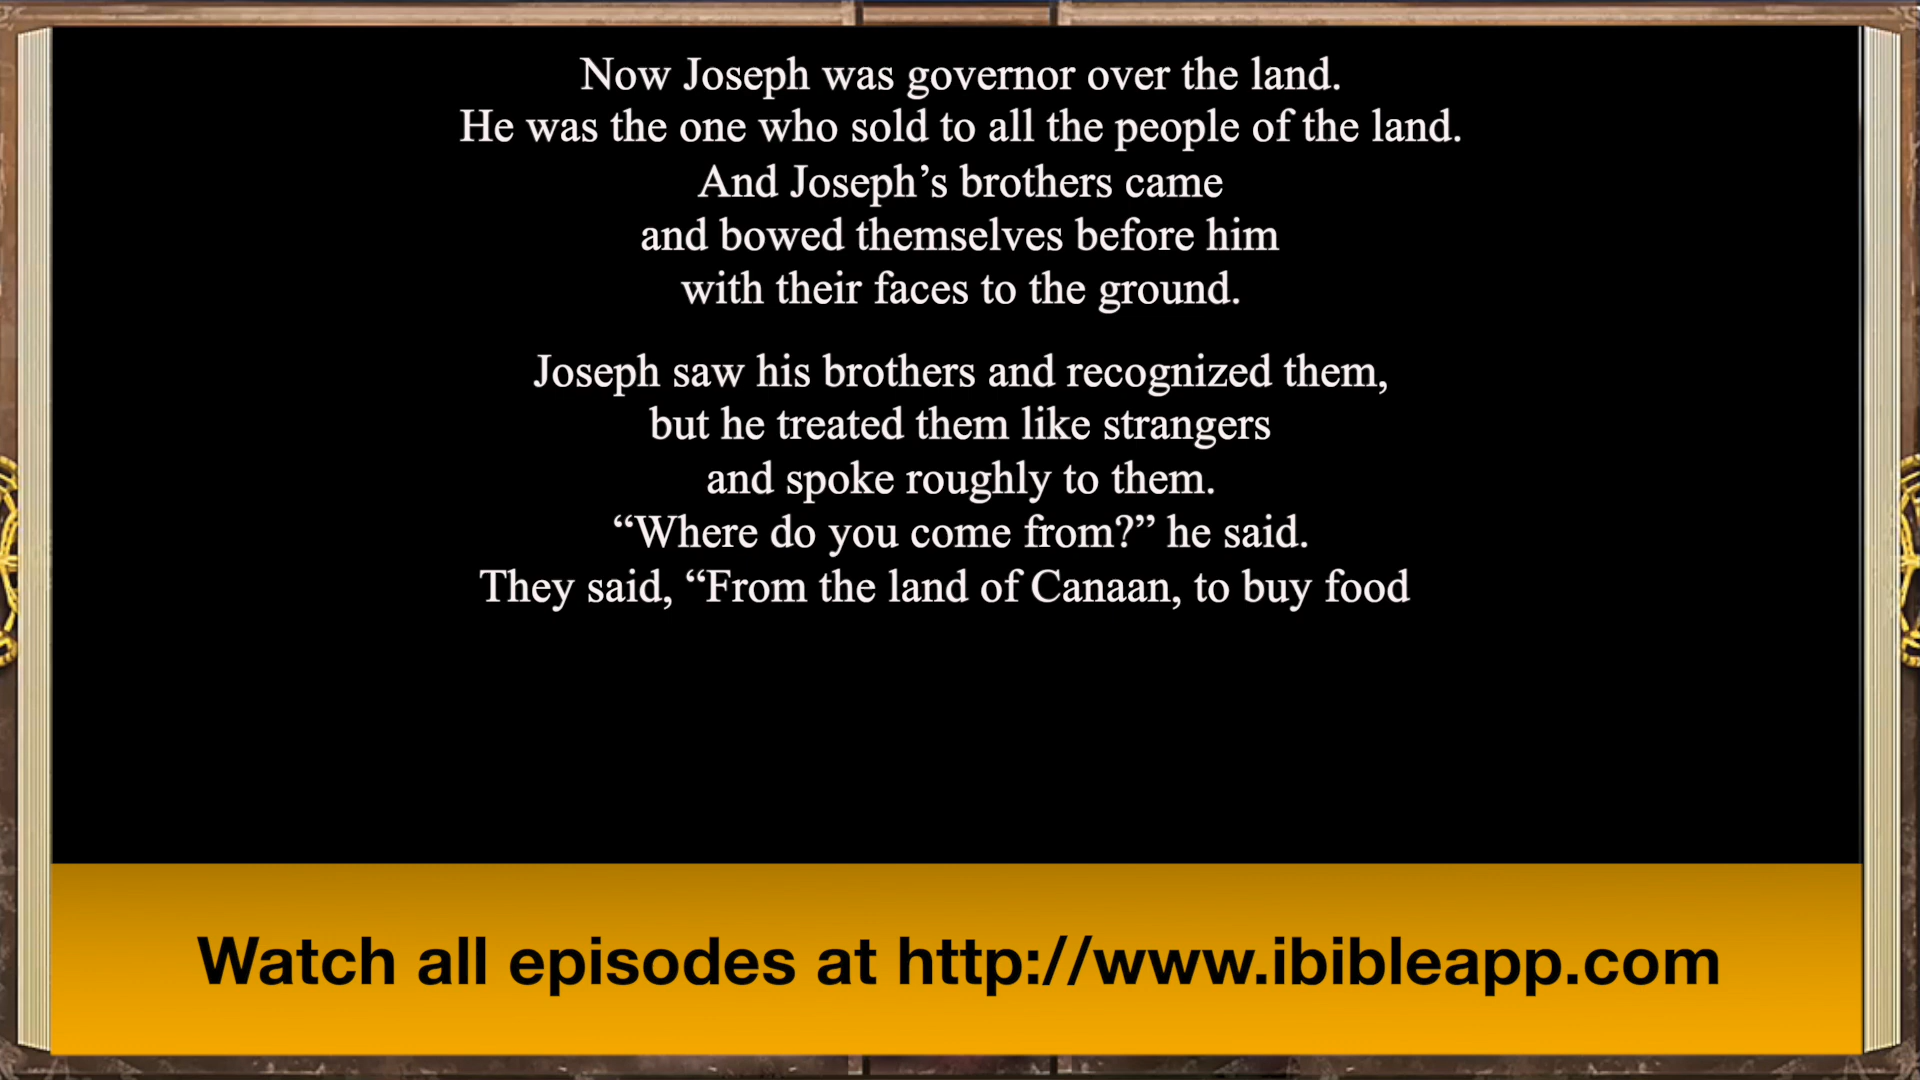 Now Joseph was governor over the land.
He was the one who sold to all the people of the land.
And Joseph’s brothers came
and bowed themselves before him
with their faces to the ground.
Joseph saw his brothers and recognized them,
but he treated them like strangers
and spoke roughly to them.
“Where do you come from?” he said.
They said, “From the land of Canaan, to buy food
Watch all episodes at http://www.ibibleapp.com